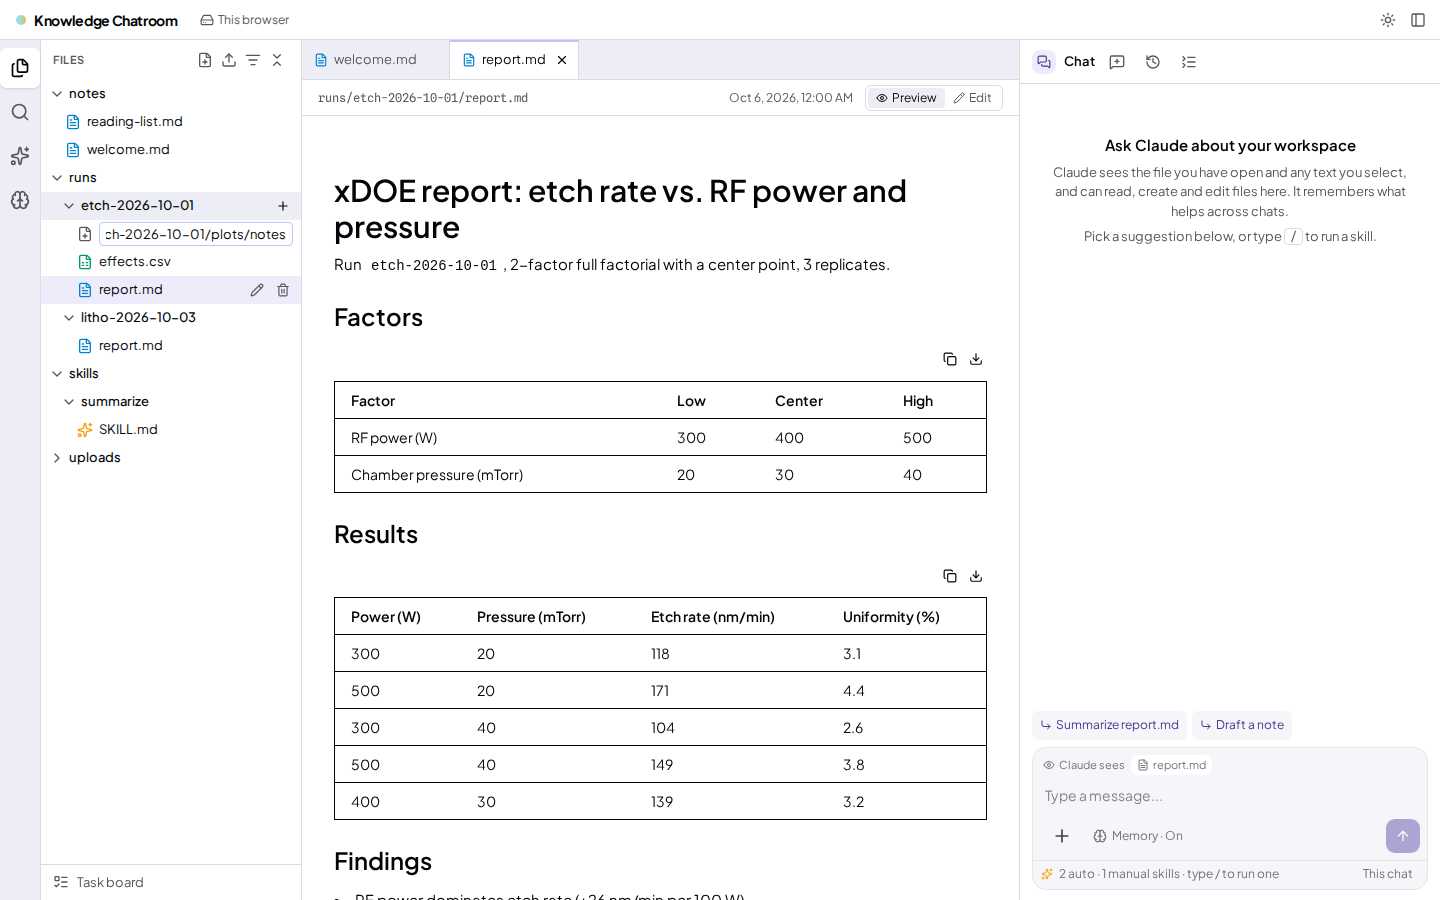 Knowledge Chatroom
This browser
FILES
notes
reading-list.md
welcome.md
runs
etch-2026-10-01
ch-2026-10-01/plots/notes
effects.csv
report.md
litho-2026-10-03
report.md
skills
summarize
SKILL.md
uploads
Task board
welcome.md
report.md
runs/etch-2026-10-01/report.md
Oct 6, 2026, 12:00 AM
Preview
Edit
xDOE report: etch rate vs. RF power and
pressure
Run etch-2026-10-01 , 2-factor full factorial with a center point, 3 replicates.
Factors
Factor Low Center High
RF power (W) 300 400 500
Chamber pressure (mTorr) 20 30 40
Results
Power (W) Pressure (mTorr) Etch rate (nm/min) Uniformity (%)
300 20 118 3.1
500 20 171 4.4
300 40 104 2.6
500 40 149 3.8
400 30 139 3.2
Findings
RF power dominates etch rate (+26 nm/min per 100 W)
Chat
Ask Claude about your workspace
Claude sees the file you have open and any text you select,
and can read, create and edit files here. It remembers what
helps across chats.
Pick a suggestion below, or type / to run a skill.
Summarize report.md
Draft a note
Claude sees report.md
Type a message...
Memory · On
2 auto · 1 manual skills · type / to run one
This chat